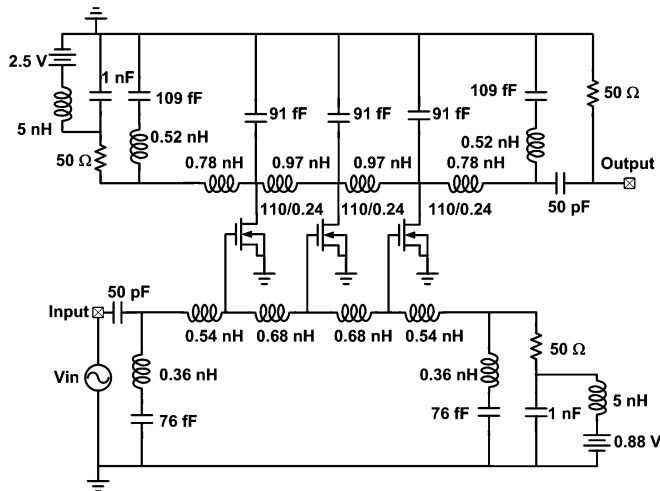 2.5 V
1 nF
109 fF
91 fF
91 fF
91 fF
109 fF
50 Ω
5 nH
0.52 nH
0.52 nH
50 Ω
0.78 nH
0.97 nH
0.97 nH
0.78 nH
Output
110/0.24
110/0.24
110/0.24
50 pF
50 pF
Input
0.54 nH
0.68 nH
0.68 nH
0.54 nH
50 Ω
Vin
0.36 nH
0.36 nH
5 nH
76 fF
76 fF
1 nF
0.88 V